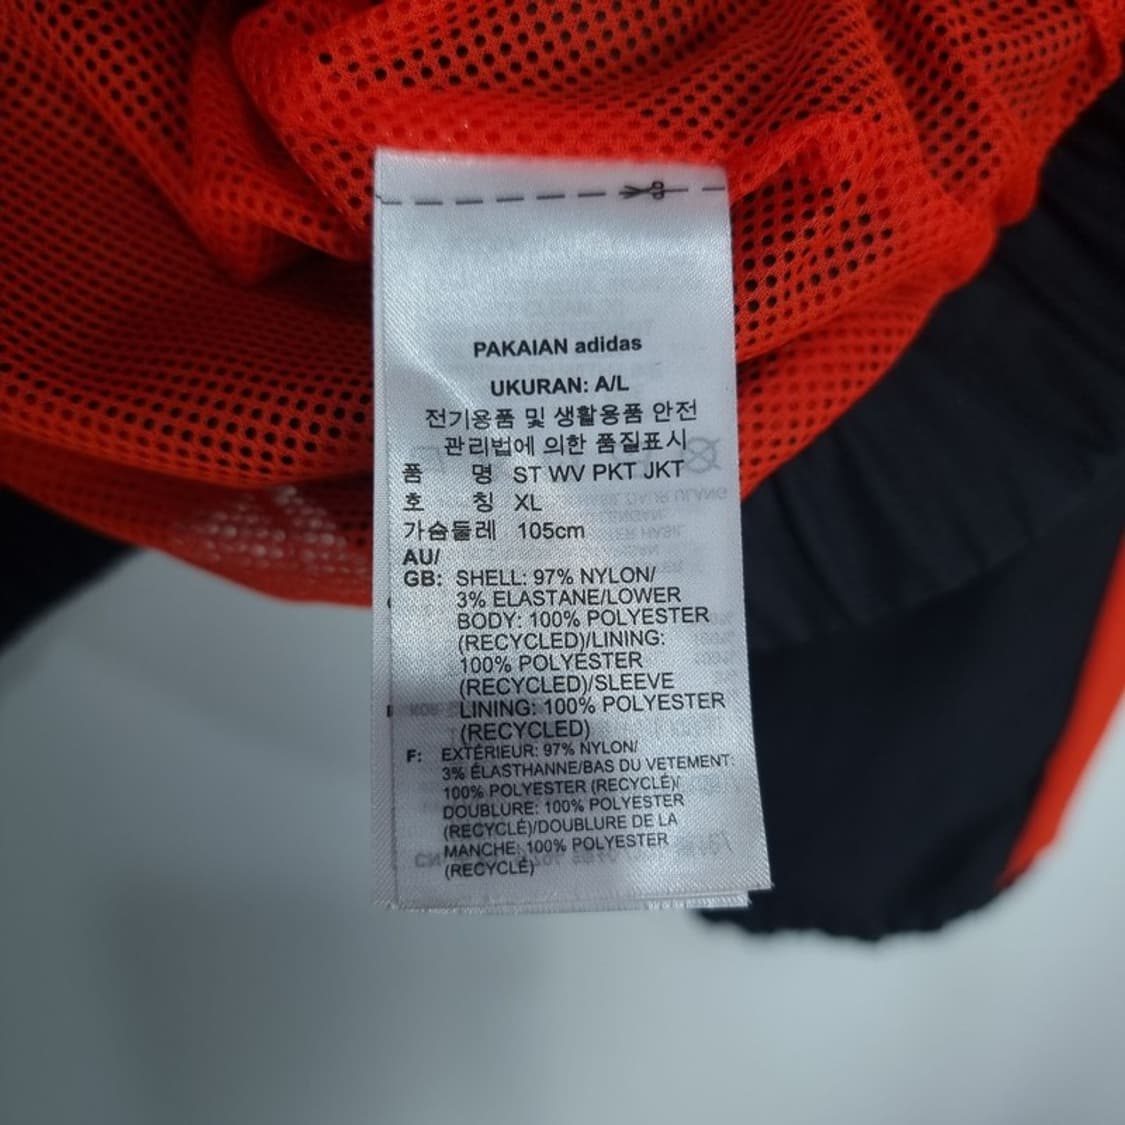 PAKAIAN adidas
UKURAN: A/L
전기용품 및 생활용품 안전
관리법에 의한 품질표시
품 명 ST WV PKT JKT
호 칭 XL
가슴둘레 105cm
AU/
GB: SHELL: 97% NYLON/
3% ELASTANE/LOWER
BODY: 100% POLYESTER
(RECYCLED)/LINING:
100% POLYESTER
(RECYCLED)/SLEEVE
LINING: 100% POLYESTER
(RECYCLED)
F: EXTÉRIEUR: 97% NYLON/
3% ÉLASTHANNE/BAS DU VETEMENT:
100% POLYESTER (RECYCLÉ)/
DOUBLURE: 100% POLYESTER
(RECYCLÉ)/DOUBLURE DE LA
MANCHE: 100% POLYESTER
(RECYCLÉ)